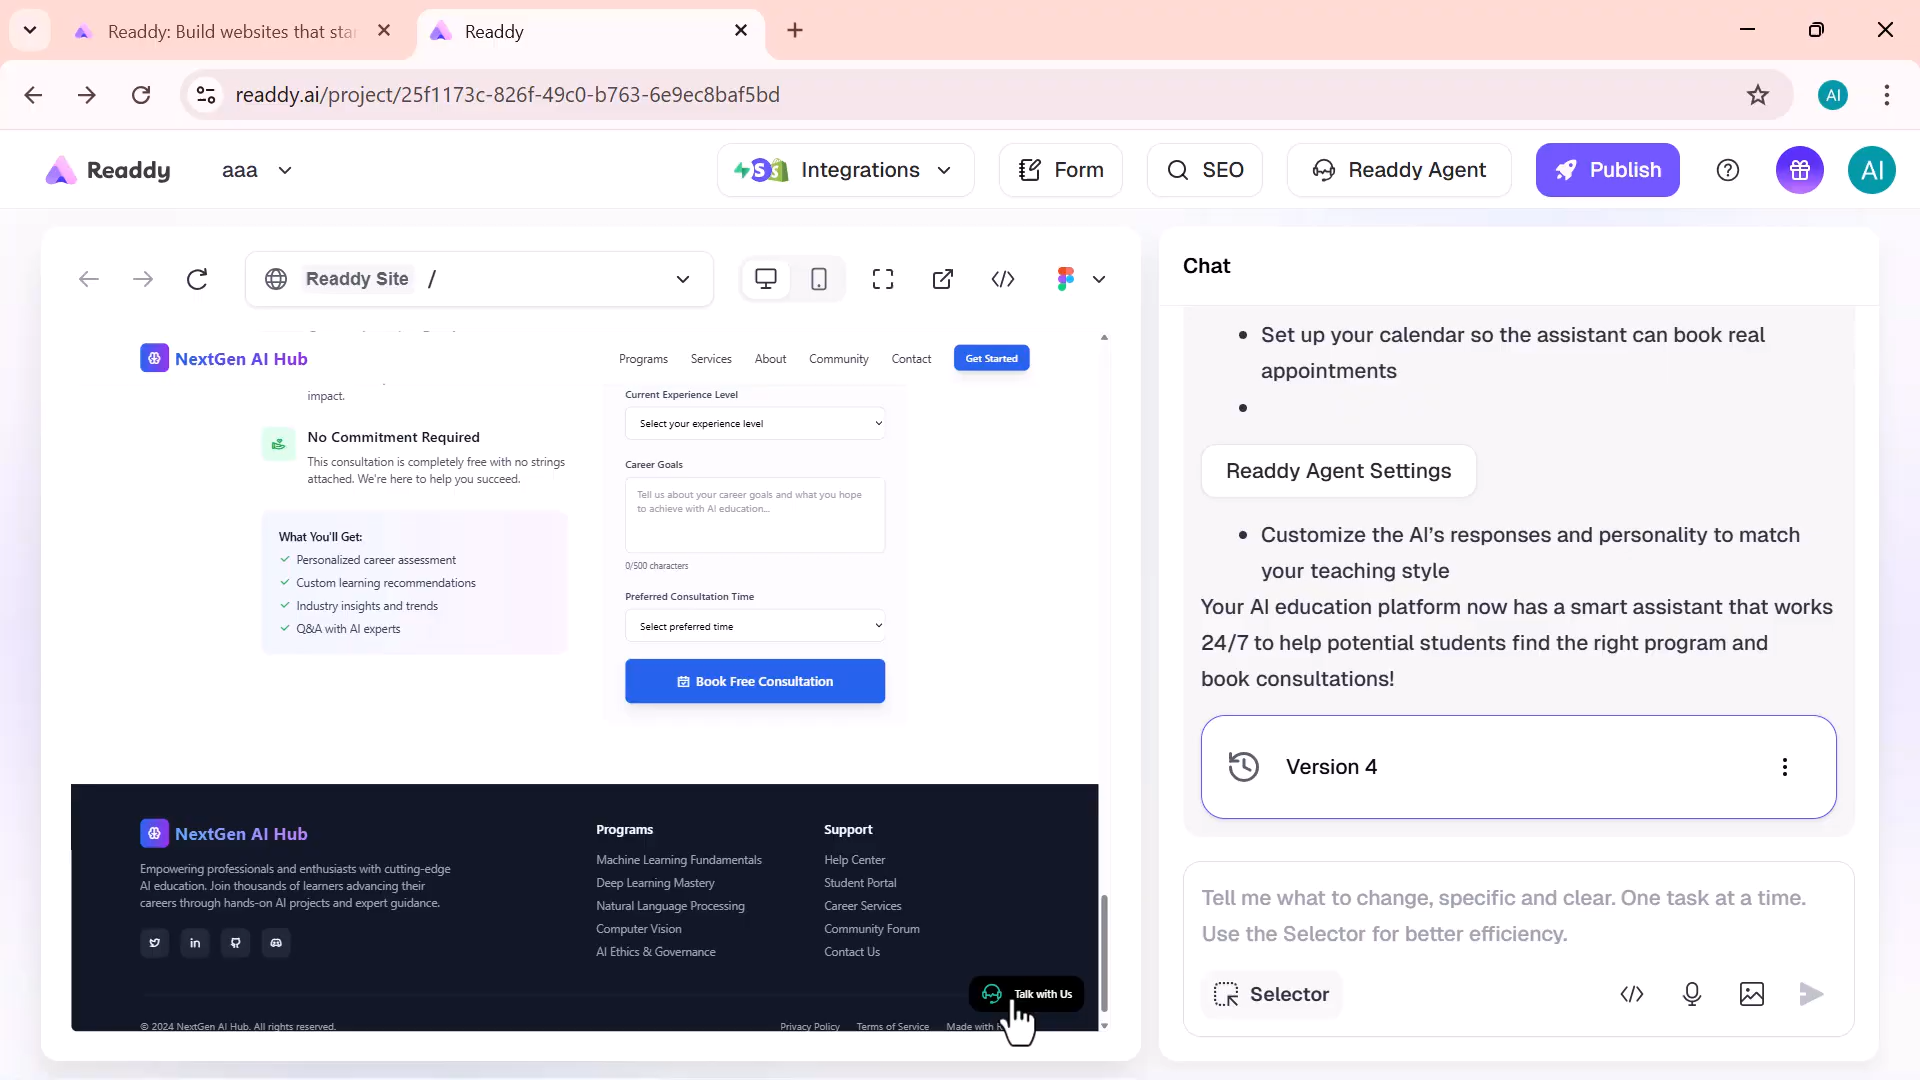 Readdy: Build websites that star
Readdy
readdy.ai/project/25f1173c-826f-49c0-b763-6e9ec8baf5bd
AI
Readdy
aaa
Integrations
Form
SEO
Readdy Agent
Publish
AI
Readdy Site /
NextGen AI Hub
Programs
Services
About
Community
Contact
Get Started
impact.
No Commitment Required
This consultation is completely free with no strings
attached. We're here to help you succeed.
What You'll Get:
Personalized career assessment
Custom learning recommendations
Industry insights and trends
Q&A with AI experts
Current Experience Level
Select your experience level
Career Goals
Tell us about your career goals and what you hope
to achieve with AI education...
0/500 characters
Preferred Consultation Time
Select preferred time
Book Free Consultation
NextGen AI Hub
Empowering professionals and enthusiasts with cutting-edge
AI education. Join thousands of learners advancing their
careers through hands-on AI projects and expert guidance.
Programs
Machine Learning Fundamentals
Deep Learning Mastery
Natural Language Processing
Computer Vision
AI Ethics & Governance
Support
Help Center
Student Portal
Career Services
Community Forum
Contact Us
Talk with Us
© 2024 NextGen AI Hub. All rights reserved.
Privacy Policy
Terms of Service
Made with
Chat
Set up your calendar so the assistant can book real
appointments
Readdy Agent Settings
Customize the AI's responses and personality to match
your teaching style
Your AI education platform now has a smart assistant that works
24/7 to help potential students find the right program and
book consultations!
Version 4
Tell me what to change, specific and clear. One task at a time.
Use the Selector for better efficiency.
Selector